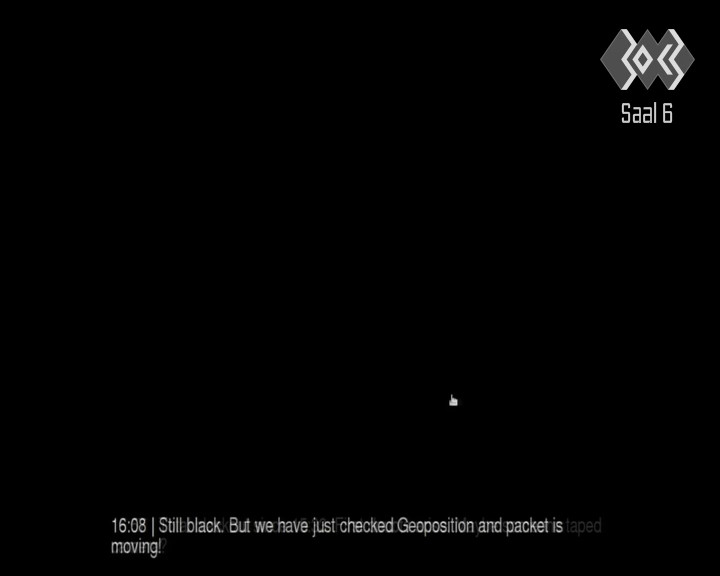 Saal 6
16:08 | Still black. But we have just checked Geoposition and packet is
moving!